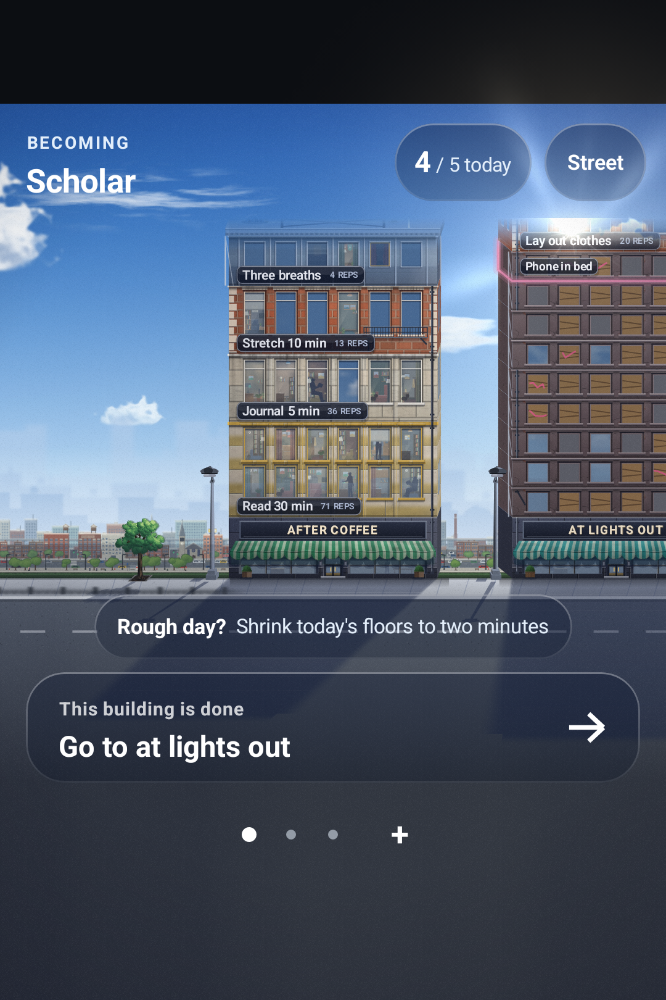 BECOMING
Scholar
4 / 5 today
Street
Lay out clothes 20 REPS
Phone in bed
Three breaths 4 REPS
Stretch 10 min 13 REPS
Journal 5 min 36 REPS
Read 30 min 71 REPS
AFTER COFFEE
AT LIGHTS OUT
Rough day? Shrink today's floors to two minutes
This building is done
Go to at lights out